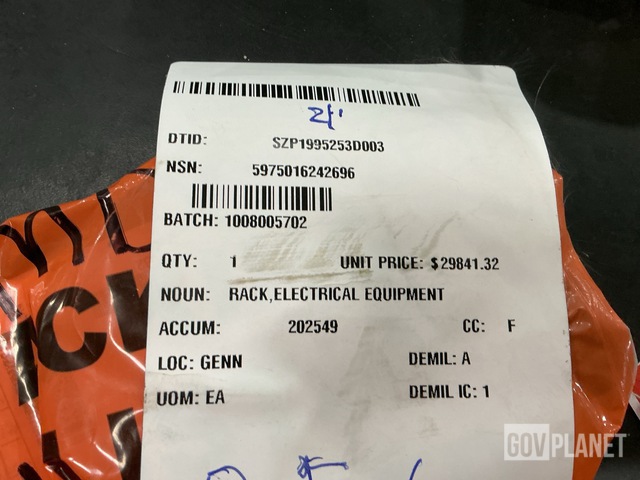 DTID: SZP1995253D003
NSN: 5975016242696
BATCH: 1008005702
QTY: 1 UNIT PRICE: $29841.32
NOUN: RACK,ELECTRICAL EQUIPMENT
ACCUM: 202549 CC: F
LOC: GENN DEMIL: A
UOM: EA DEMIL IC: 1
GOVPLANET